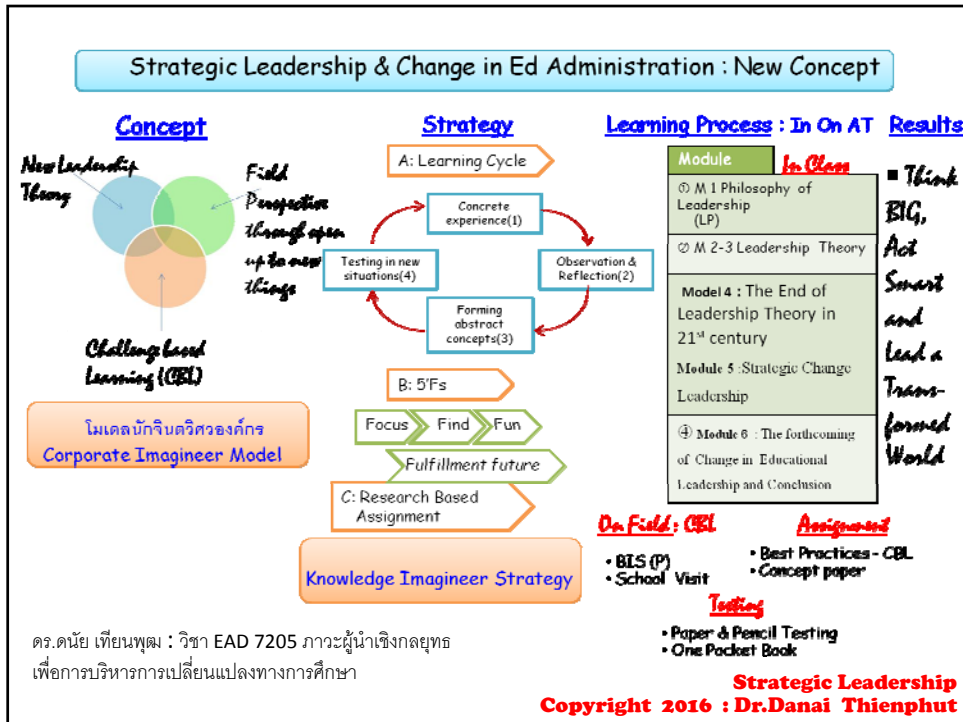 Strategic Leadership & Change in Ed Administration : New Concept
Concept
New Leadership
Theory
Field
Perspective
through open
up to new
things
Challenge based
Learning (CBL)
โมเดลนักจินตวิศวองค์กร
Corporate Imagineer Model
Strategy
A: Learning Cycle
Concrete
experience(1)
Observation &
Reflection(2)
Forming
abstract
concepts(3)
Testing in new
situations(4)
B: 5'Fs
Focus
Find
Fun
Fulfillment future
C: Research Based
Assignment
Knowledge Imagineer Strategy
Learning Process : In On AT
Module
In Class
① M 1 Philosophy of
Leadership
(LP)
② M 2-3 Leadership Theory
Model 4 : The End of
Leadership Theory in
21st century
Module 5 :Strategic Change
Leadership
④ Module 6 : The forthcoming
of Change in Educational
Leadership and Conclusion
Results
■ Think
BIG,
Act
Smart
and
Lead a
Trans-
formed
World
On Field : CBL
• BIS (P)
• School Visit
Assignment
• Best Practices - CBL
• Concept paper
Testing
• Paper & Pencil Testing
• One Pocket Book
ดร.ดนัย เทียนพุฒ : วิชา EAD 7205 ภาวะผู้นำเชิงกลยุทธ
เพื่อการบริหารการเปลี่ยนแปลงทางการศึกษา
Strategic Leadership
Copyright 2016 : Dr.Danai Thienphut